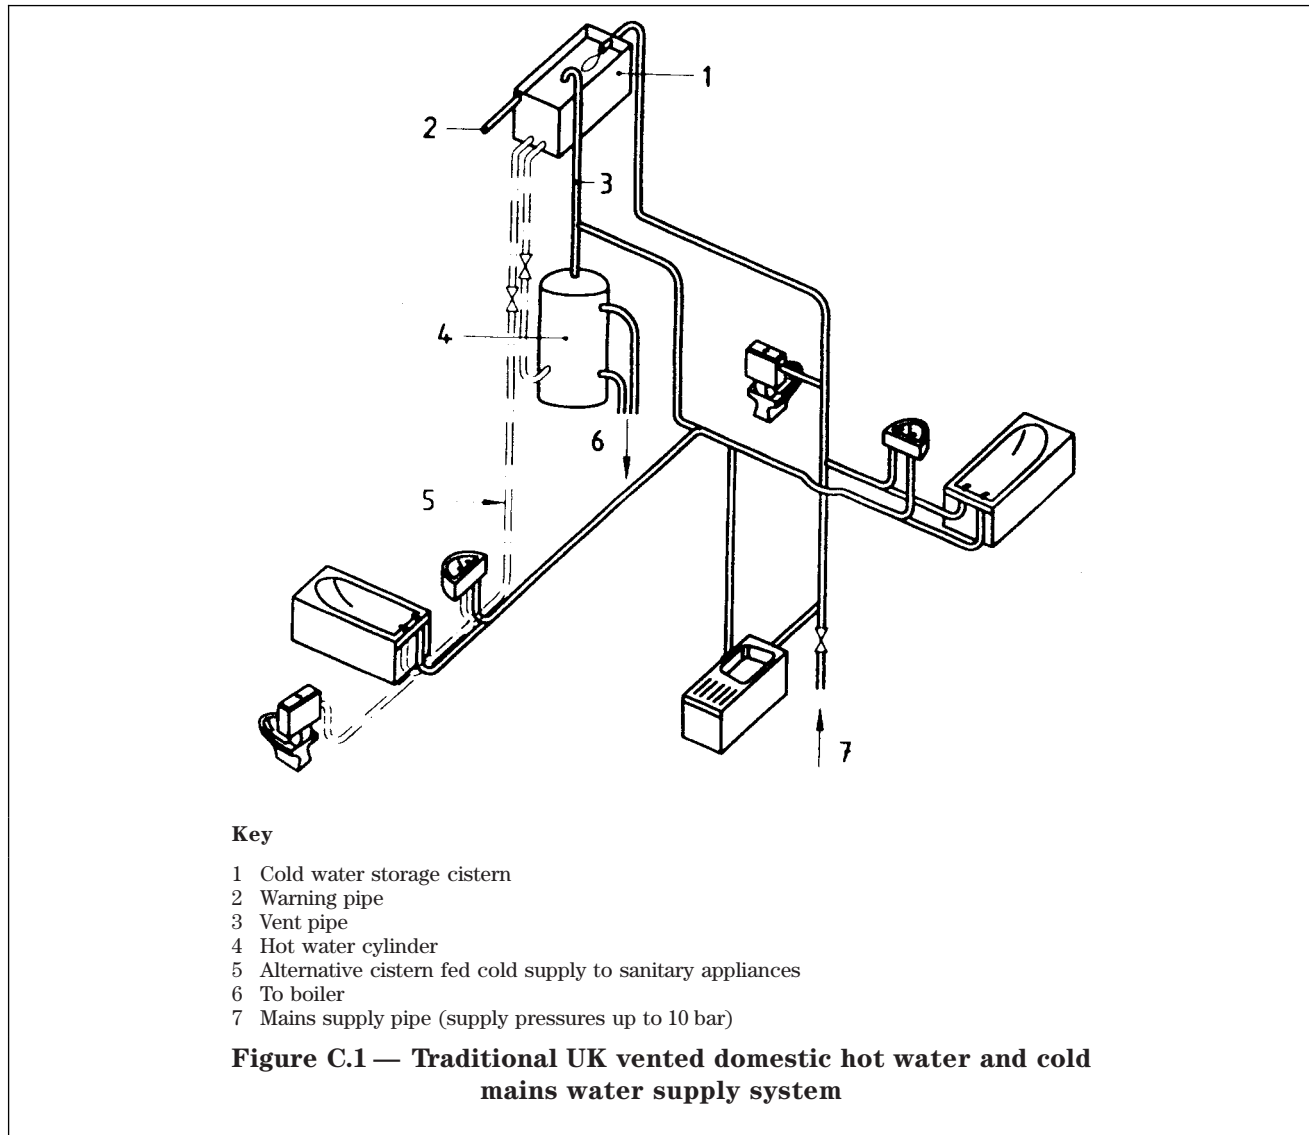 1
2
3
4
6
5
7
Key
1 Cold water storage cistern
2 Warning pipe
3 Vent pipe
4 Hot water cylinder
5 Alternative cistern fed cold supply to sanitary appliances
6 To boiler
7 Mains supply pipe (supply pressures up to 10 bar)
Figure C.1 — Traditional UK vented domestic hot water and cold
mains water supply system